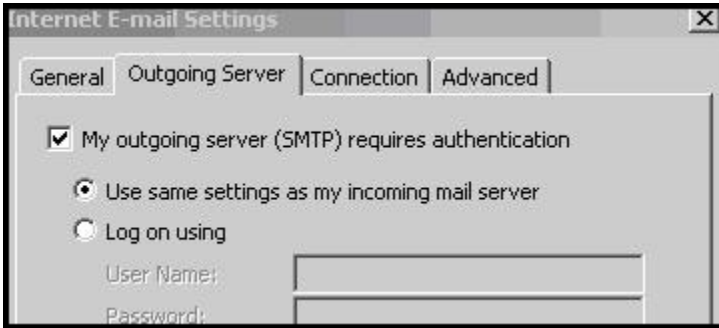 Internet E-mail Settings
General Outgoing Server Connection Advanced
My outgoing server (SMTP) requires authentication
Use same settings as my incoming mail server
Log on using
User Name:
Password: